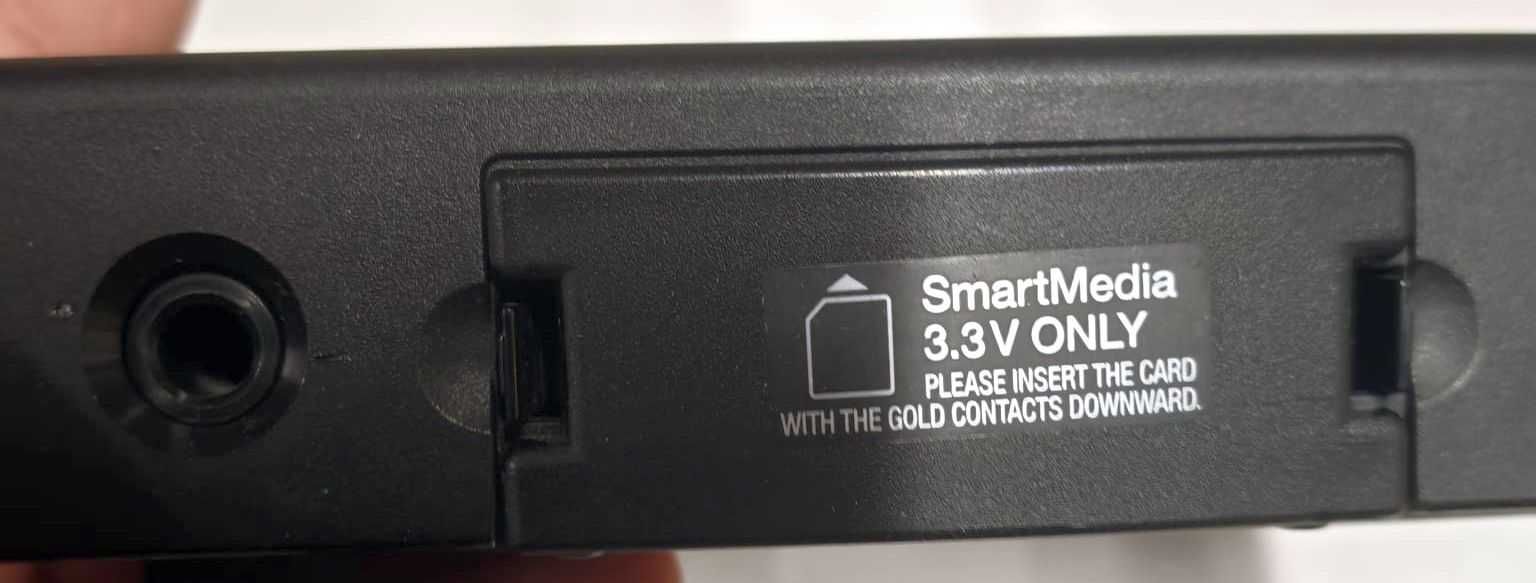 SmartMedia
3.3V ONLY
PLEASE INSERT THE CARD
WITH THE GOLD CONTACTS DOWNWARD.